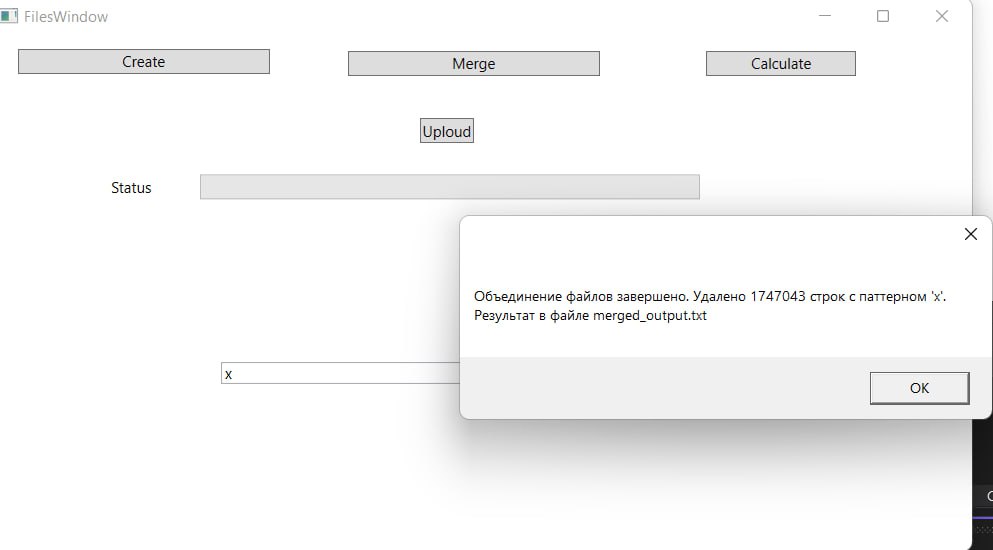 FilesWindow
Create
Merge
Calculate
Uploud
Status
Объединение файлов завершено. Удалено 1747043 строк с паттерном 'x'.
Результат в файле merged_output.txt
x
OK